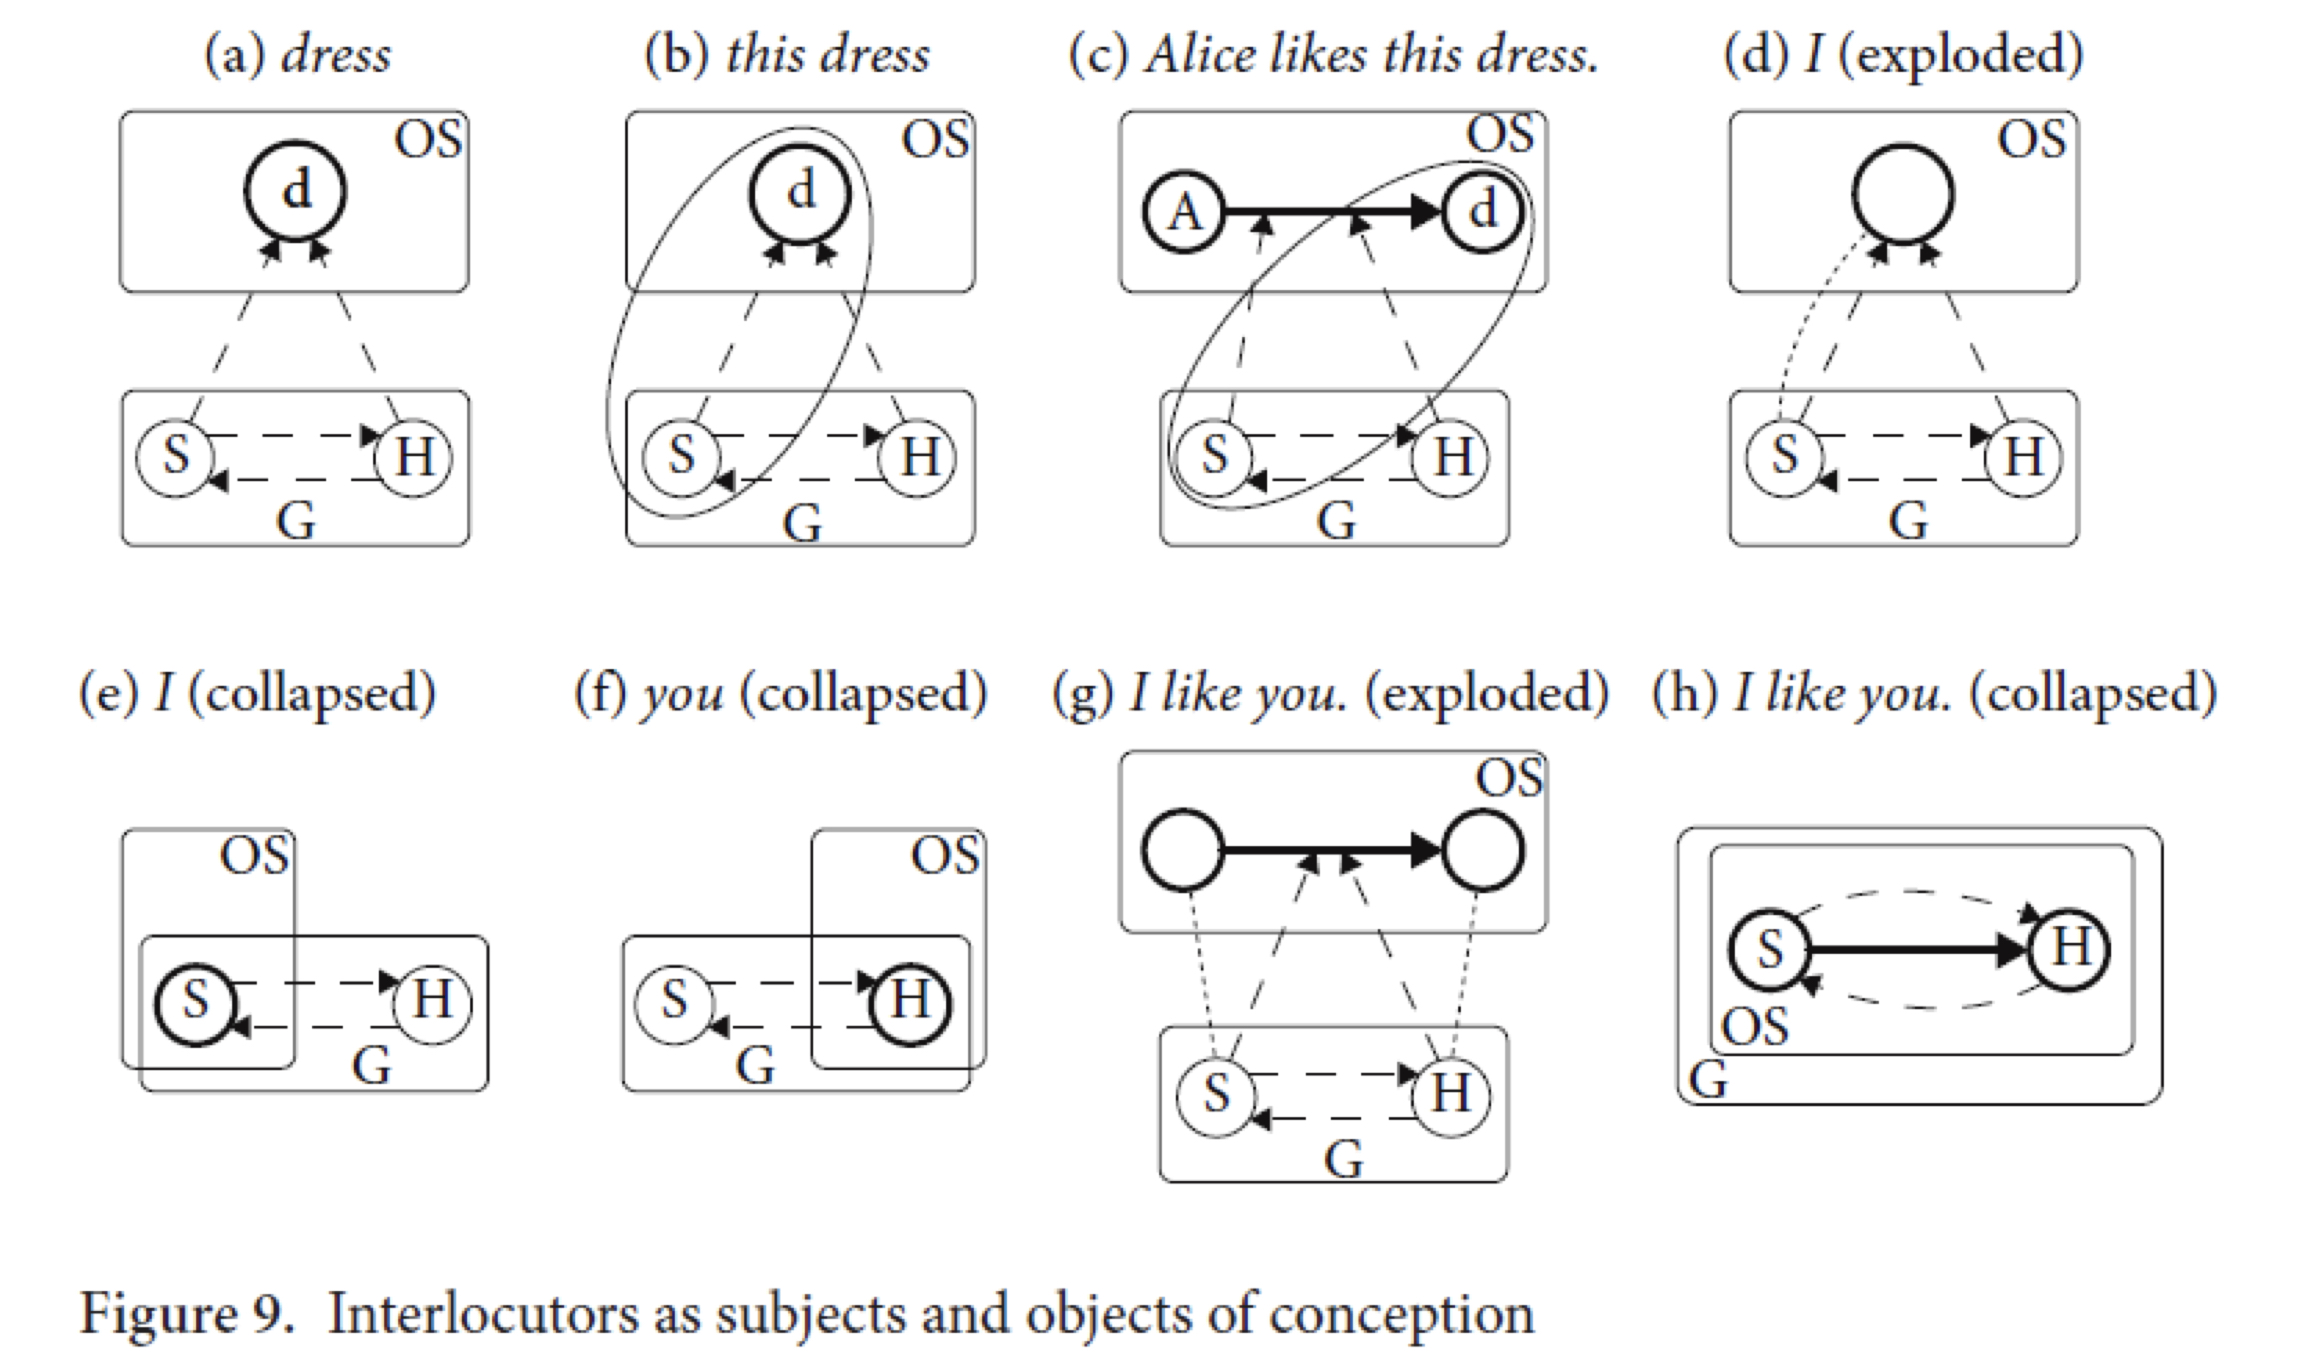 (a) dress (b) this dress (c) Alice likes this dress. (d) I (exploded)
OS OS OS OS
d d A d
S H S H S H S H
G G G G
(e) I (collapsed) (f) you (collapsed) (g) I like you. (exploded) (h) I like you. (collapsed)
OS OS OS
S H S H S H
G G OS
S H G
G
Figure 9. Interlocutors as subjects and objects of conception